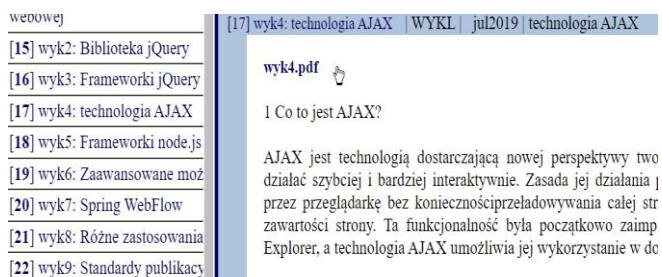 webowej
[15] wyk2: Biblioteka jQuery
[16] wyk3: Frameworki jQuery
[17] wyk4: technologia AJAX
[18] wyk5: Frameworki node.js
[19] wyk6: Zaawansowane moż
[20] wyk7: Spring WebFlow
[21] wyk8: Różne zastosowania
[22] wyk9: Standardy publikacy
[17] wyk4: technologia AJAX | WYKL | jul2019 | technologia AJAX
wyk4.pdf
1 Co to jest AJAX?
AJAX jest technologią dostarczającą nowej perspektywy two
działać szybciej i bardziej interaktywnie. Zasada jej działania p
przez przeglądarkę bez koniecznościprzeładowywania całej str
zawartości strony. Ta funkcjonalność była początkowo zaimp
Explorer, a technologia AJAX umożliwia jej wykorzystanie w do